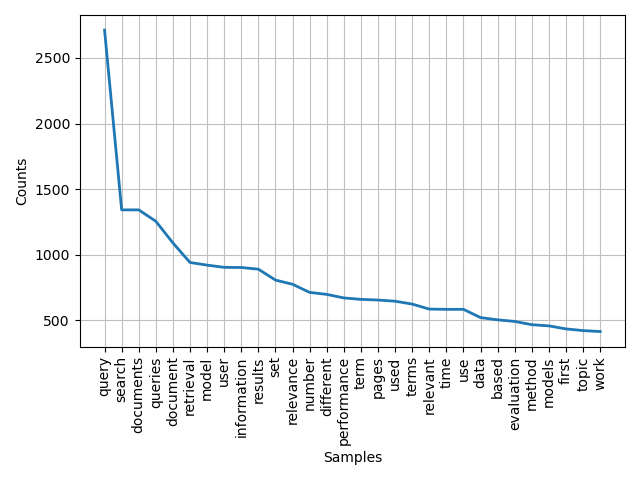 2500
2000
1500
1000
500
Counts
query
search
documents
queries
document
retrieval
model
user
information
results
set
relevance
number
different
performance
term
pages
used
terms
relevant
time
use
data
based
evaluation
method
models
first
topic
work
Samples